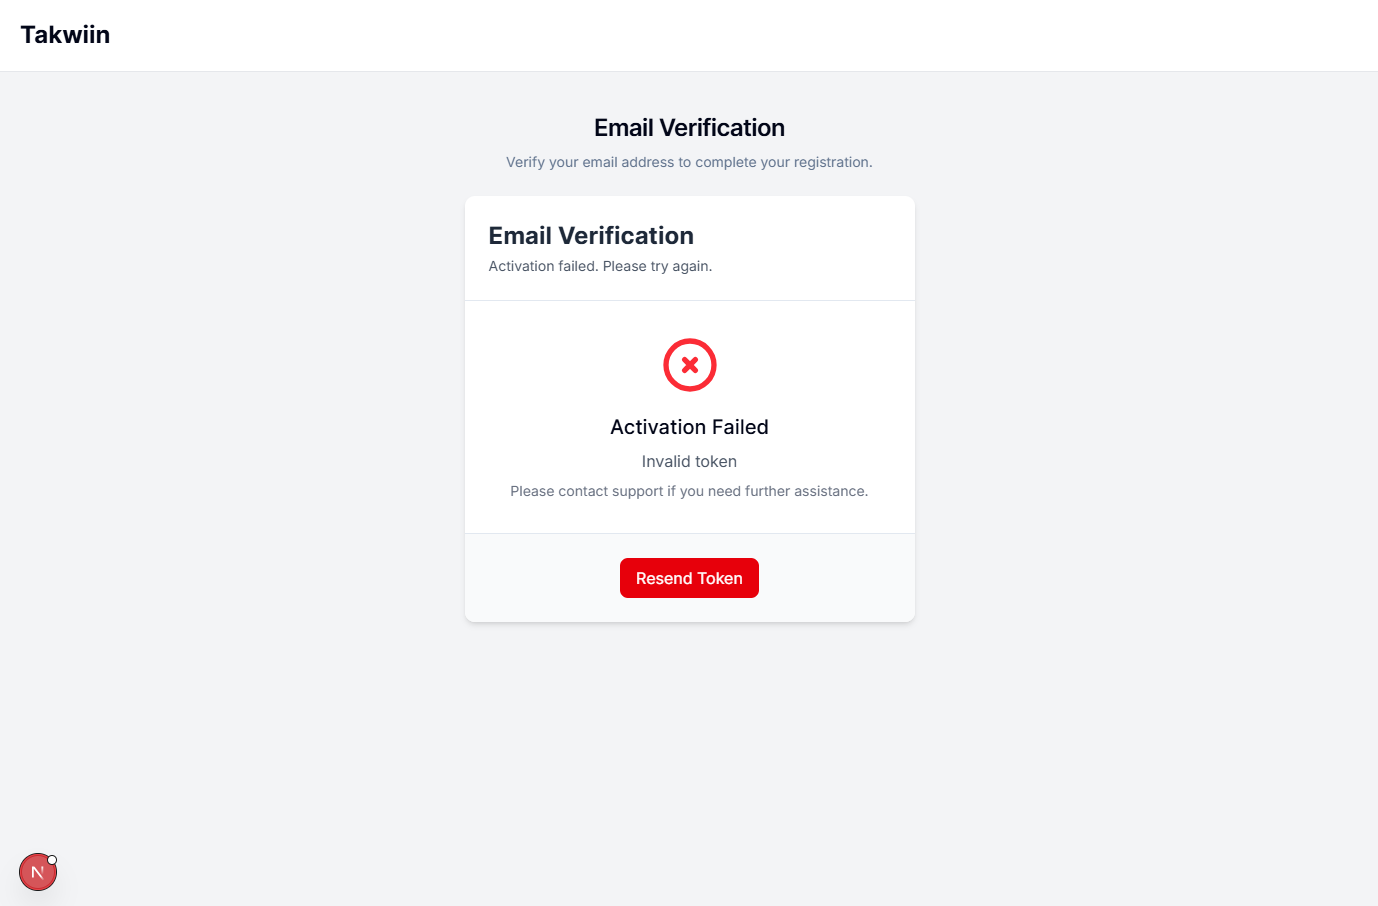 Takwiin
Email Verification
Verify your email address to complete your registration.
Email Verification
Activation failed. Please try again.
Activation Failed
Invalid token
Please contact support if you need further assistance.
Resend Token
N